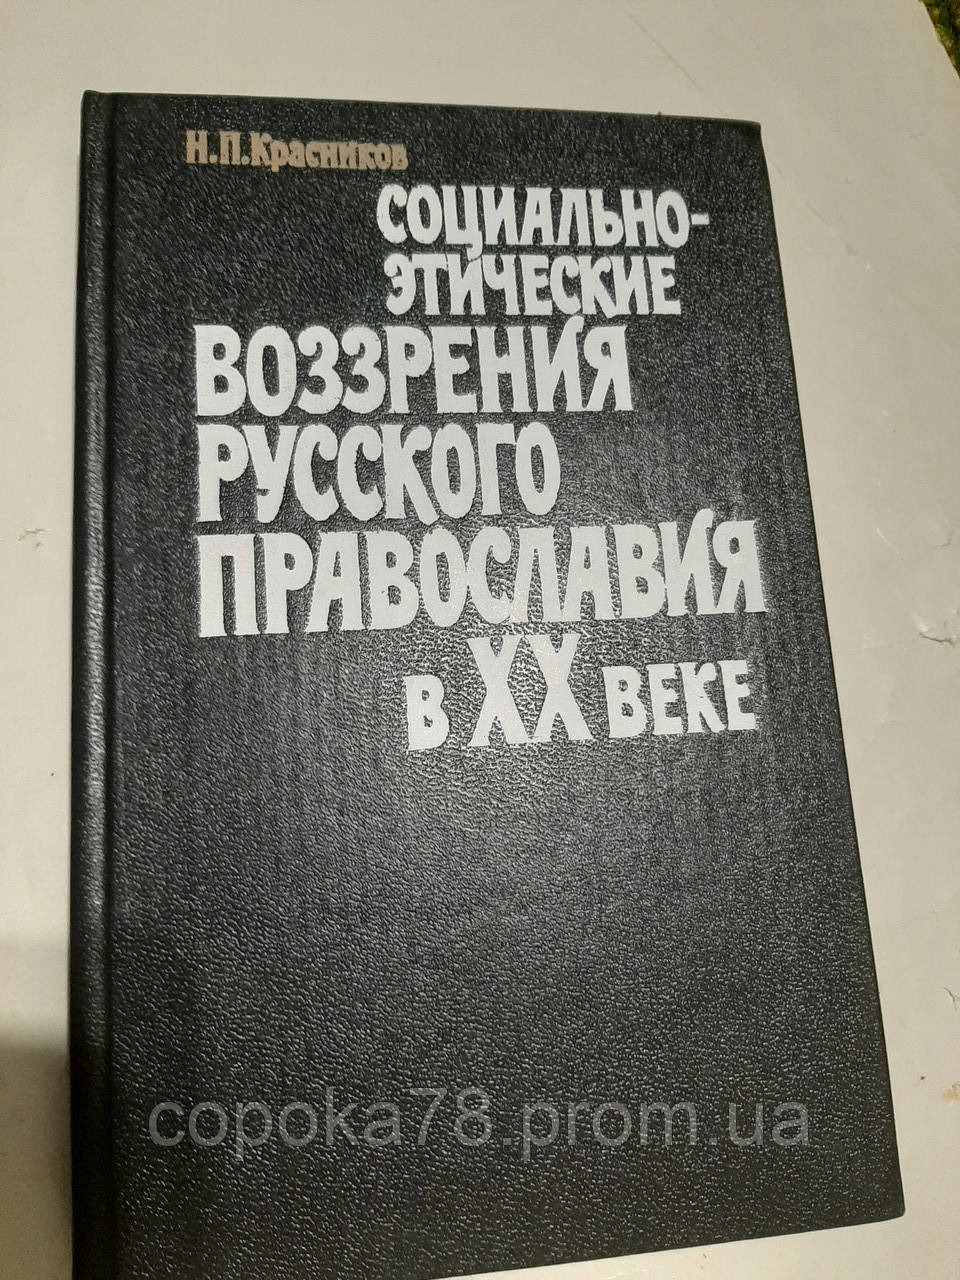 Н.П.Красников
СОЦИАЛЬНО-
ЭТИЧЕСКИЕ
ВОЗЗРЕНИЯ
РУССКОГО
ПРАВОСЛАВИЯ
В XX ВЕКЕ
copoka78.prom.ua